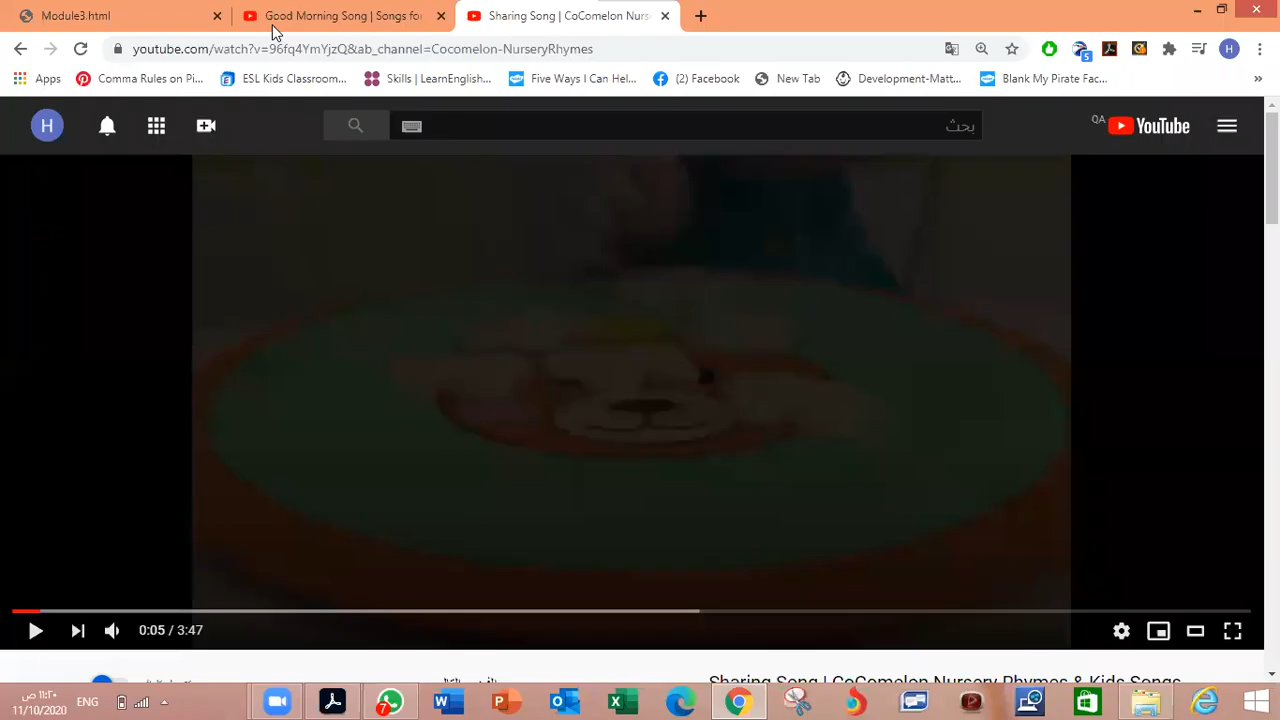 Module3.html
Good Morning Song | Songs for
Sharing Song | CoComelon Nurs
youtube.com/watch?v=96fq4YmYjzQ&ab_channel=Cocomelon-NurseryRhymes
H
Apps
Comma Rules on Pi...
ESL Kids Classroom...
Skills | LearnEnglish...
Five Ways I Can Hel...
(2) Facebook
New Tab
Development-Matt...
Blank My Pirate Fac...
»
H
بحث
YouTube QA
0:05 / 3:47
Sharing Song | CoComelon Nursery Rhymes & Kids Songs
ENG
١١:٢٠ ص
11/10/2020